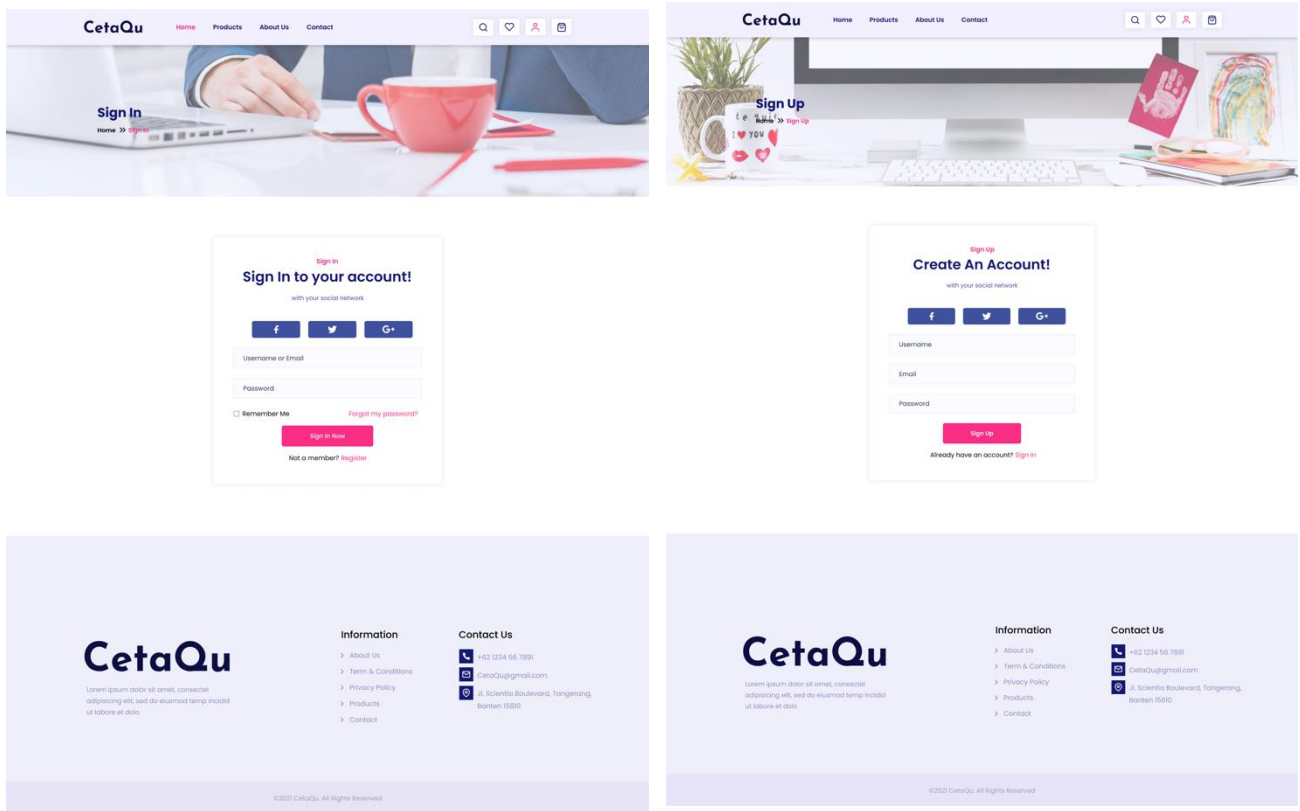 CetaQu Home Products About Us Contact
Sign In
Home >> Sign In
Sign In
Sign In to your account!
with your social network
f G+
Username or Email
Password
Remember Me Forgot my password?
Sign In Now
Not a member? Register
CetaQu
Lorem ipsum dolor sit amet, consectei
adipisicing elit, sed do eiusmod temp incidid
ut labore et dolo
Information
> About Us
> Term & Conditions
> Privacy Policy
> Products
> Contact
Contact Us
+62 1234 56 7891
CetaQu@gmail.com
Jl. Scientia Boulevard, Tangerang,
Banten 15810
©2021 CetaQu. All Rights Reserved
CetaQu Home Products About Us Contact
Sign Up
Home >> Sign Up
I ❤ YOU
Sign Up
Create An Account!
with your social network
f G+
Username
Email
Password
Sign Up
Already have an account? Sign In
CetaQu
Lorem ipsum dolor sit amet, consectei
adipisicing elit, sed do eiusmod temp incidid
ut labore et dolo
Information
> About Us
> Term & Conditions
> Privacy Policy
> Products
> Contact
Contact Us
+62 1234 56 7891
CetaQu@gmail.com
Jl. Scientia Boulevard, Tangerang,
Banten 15810
©2021 CetaQu. All Rights Reserved